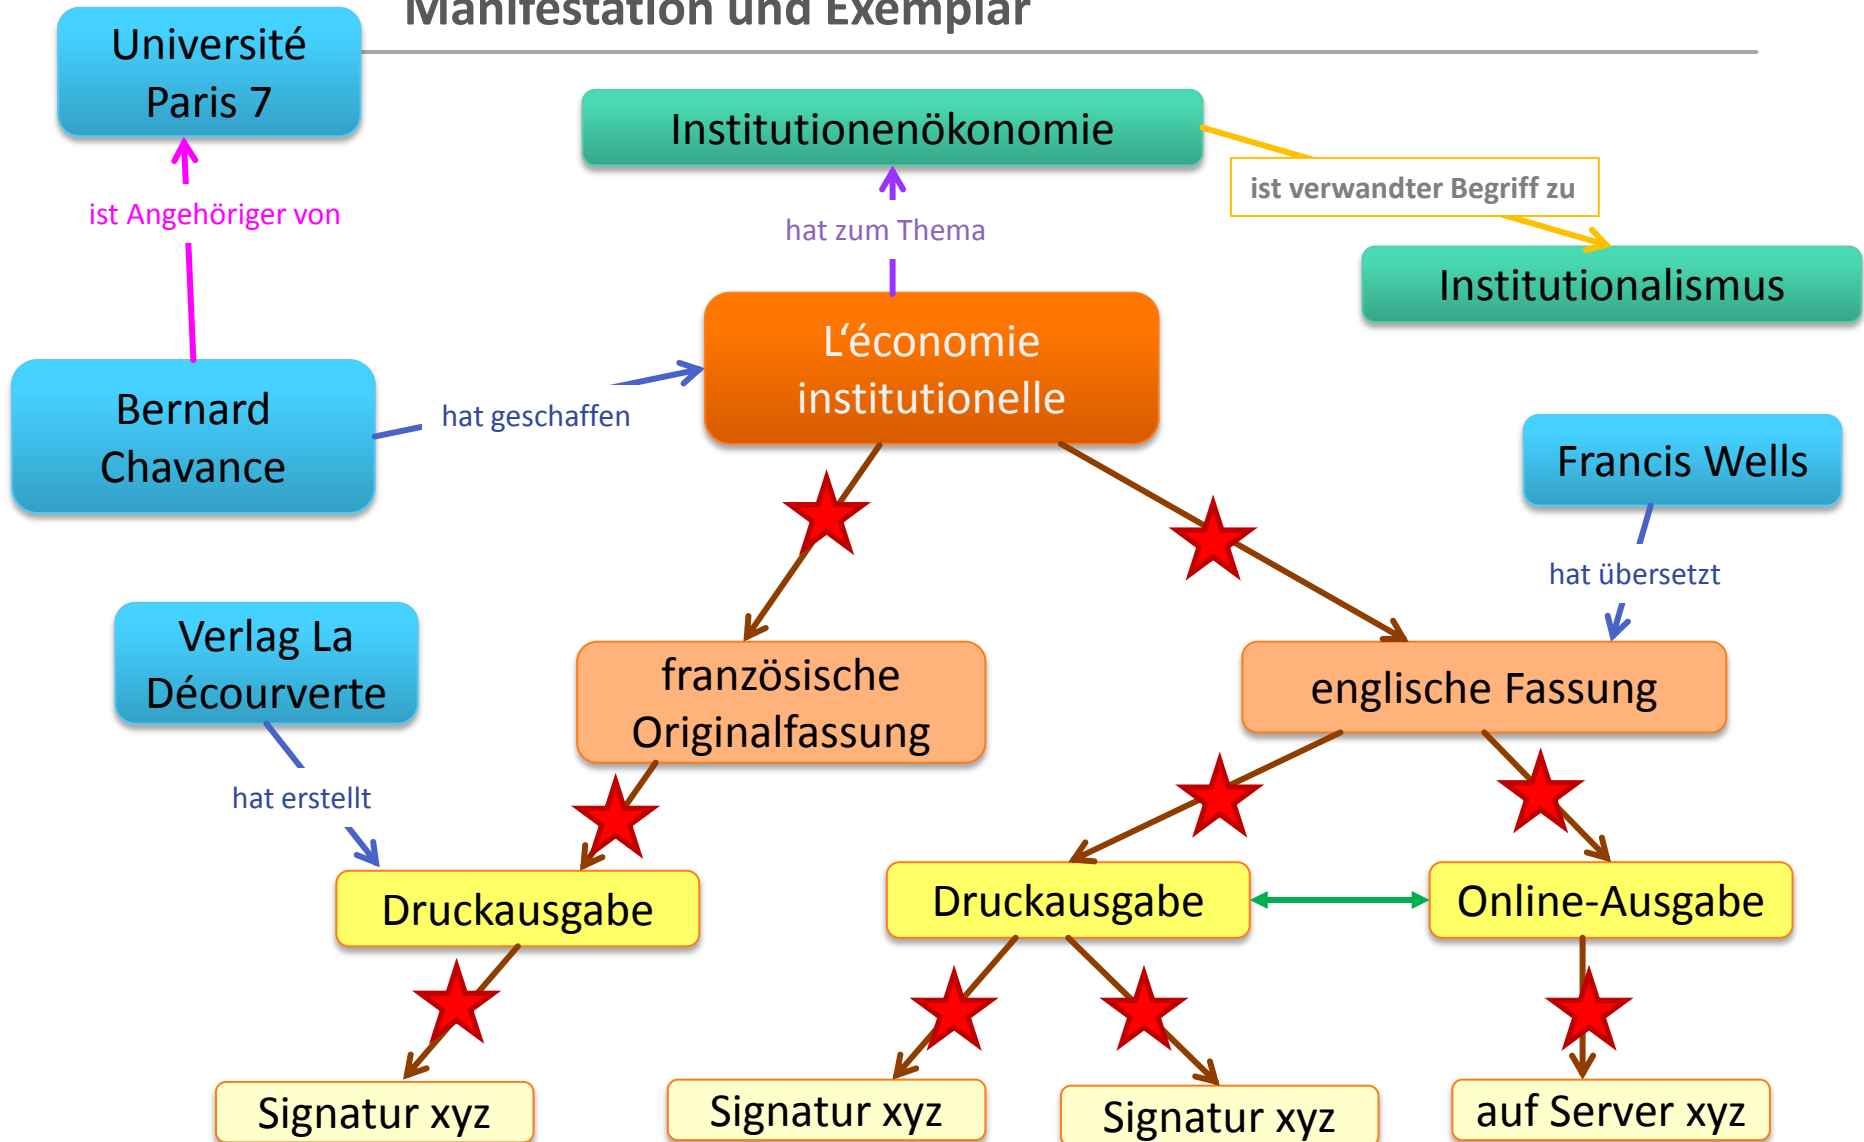 Manifestation und Exemplar
Université
Paris 7
Institutionenökonomie
ist verwandter Begriff zu
ist Angehöriger von
hat zum Thema
Institutionalismus
L‘économie
institutionelle
Bernard
Chavance
hat geschaffen
Francis Wells
hat übersetzt
Verlag La
Décourverte
französische
Originalfassung
englische Fassung
hat erstellt
Druckausgabe
Druckausgabe
Online-Ausgabe
Signatur xyz
Signatur xyz
Signatur xyz
auf Server xyz